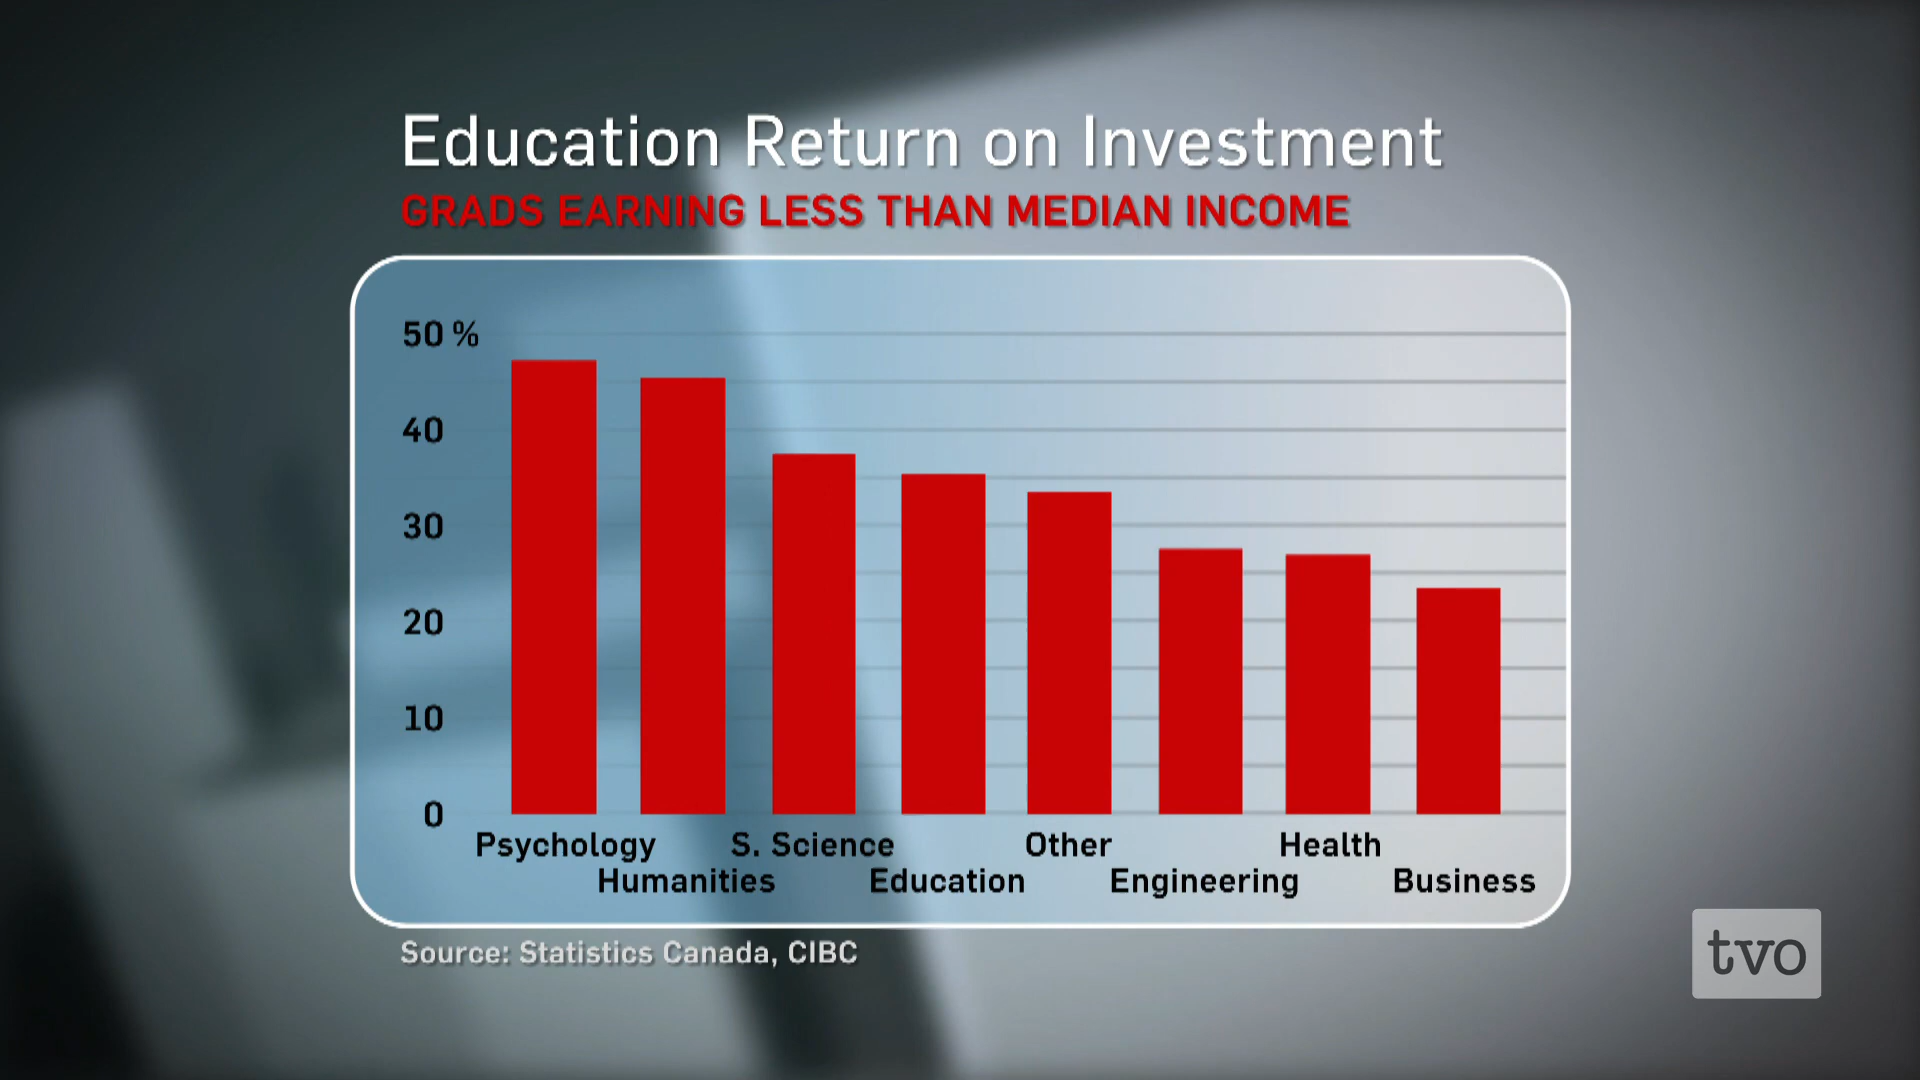 Education Return on Investment
GRADS EARNING LESS THAN MEDIAN INCOME
50 %
40
30
20
10
0
Psychology
Humanities
S. Science
Education
Other
Engineering
Health
Business
Source: Statistics Canada, CIBC
tvo